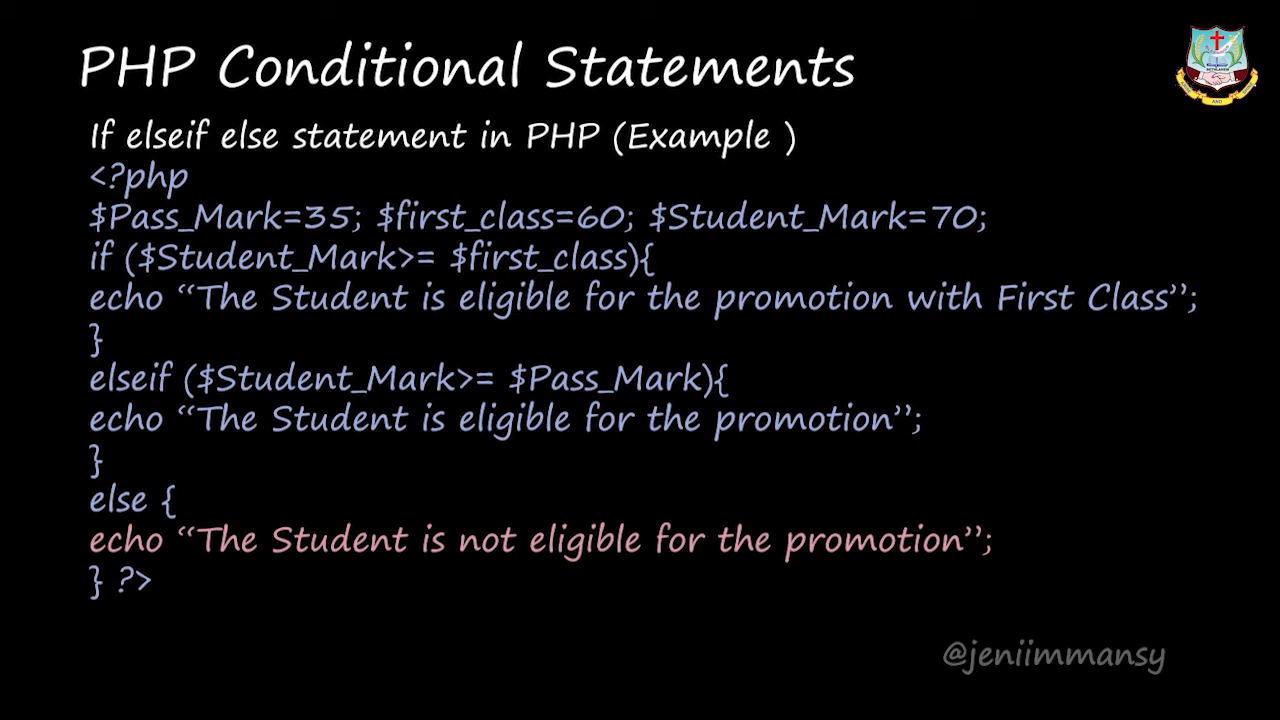 PHP Conditional Statements
If elseif else statement in PHP (Example )
<?php
$Pass_Mark=35; $first_class=60; $Student_Mark=70;
if ($Student_Mark>= $first_class){
echo “The Student is eligible for the promotion with First Class”;
}
elseif ($Student_Mark>= $Pass_Mark){
echo “The Student is eligible for the promotion”;
}
else {
echo “The Student is not eligible for the promotion”;
} ?>
@jeniimmansy